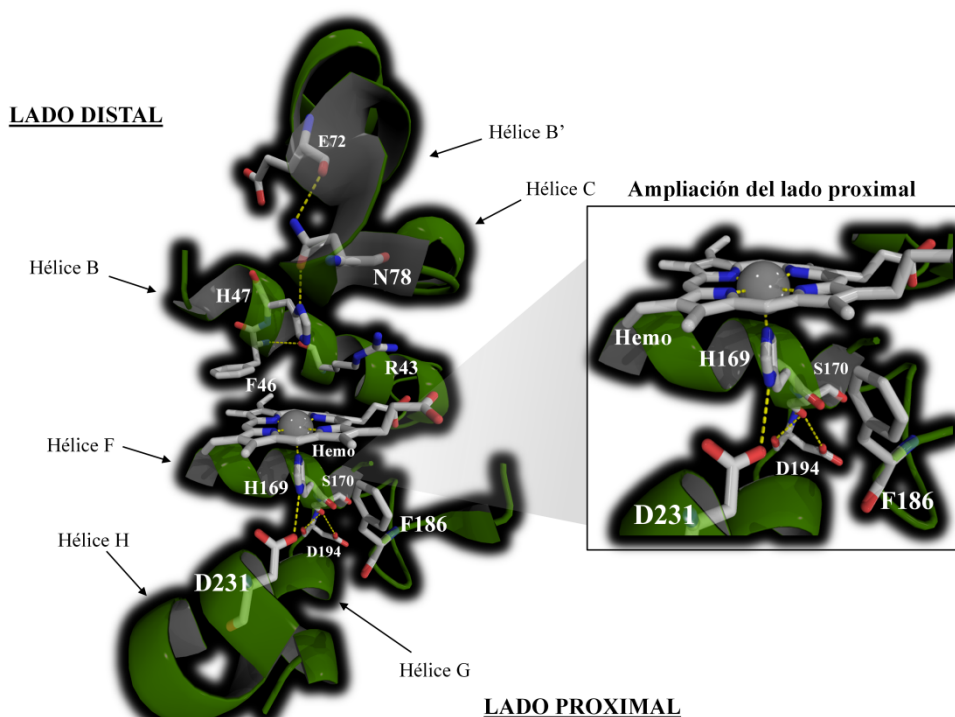 LADO DISTAL
E72
Hélice B’
Hélice C
Hélice B
N78
H47
R43
F46
Hélice F
Hemo
H169
S170
F186
Hélice H
D194
D231
Hélice G
LADO PROXIMAL
Ampliación del lado proximal
Hemo
H169
S170
D194
D231
F186